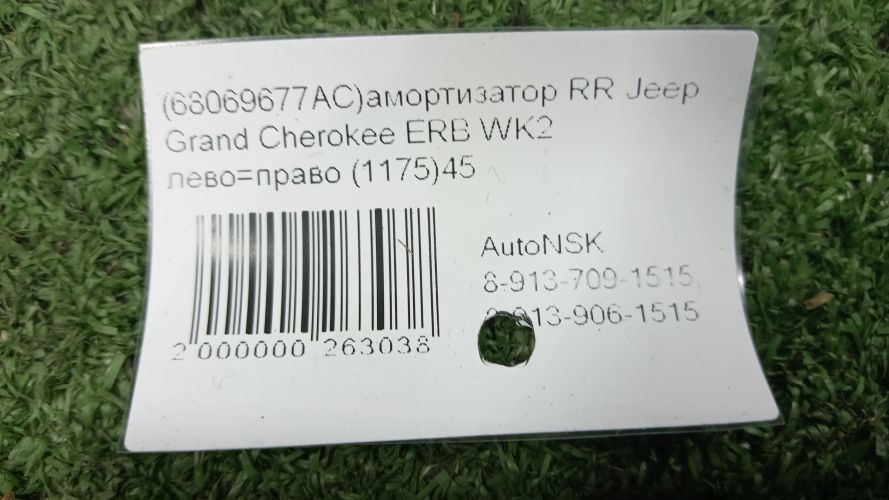 (68069677AC)амортизатор RR Jeep
Grand Cherokee ERB WK2
лево=право (1175)45
AutoNSK
8-913-709-1515,
13-906-1515
2 000000 263038